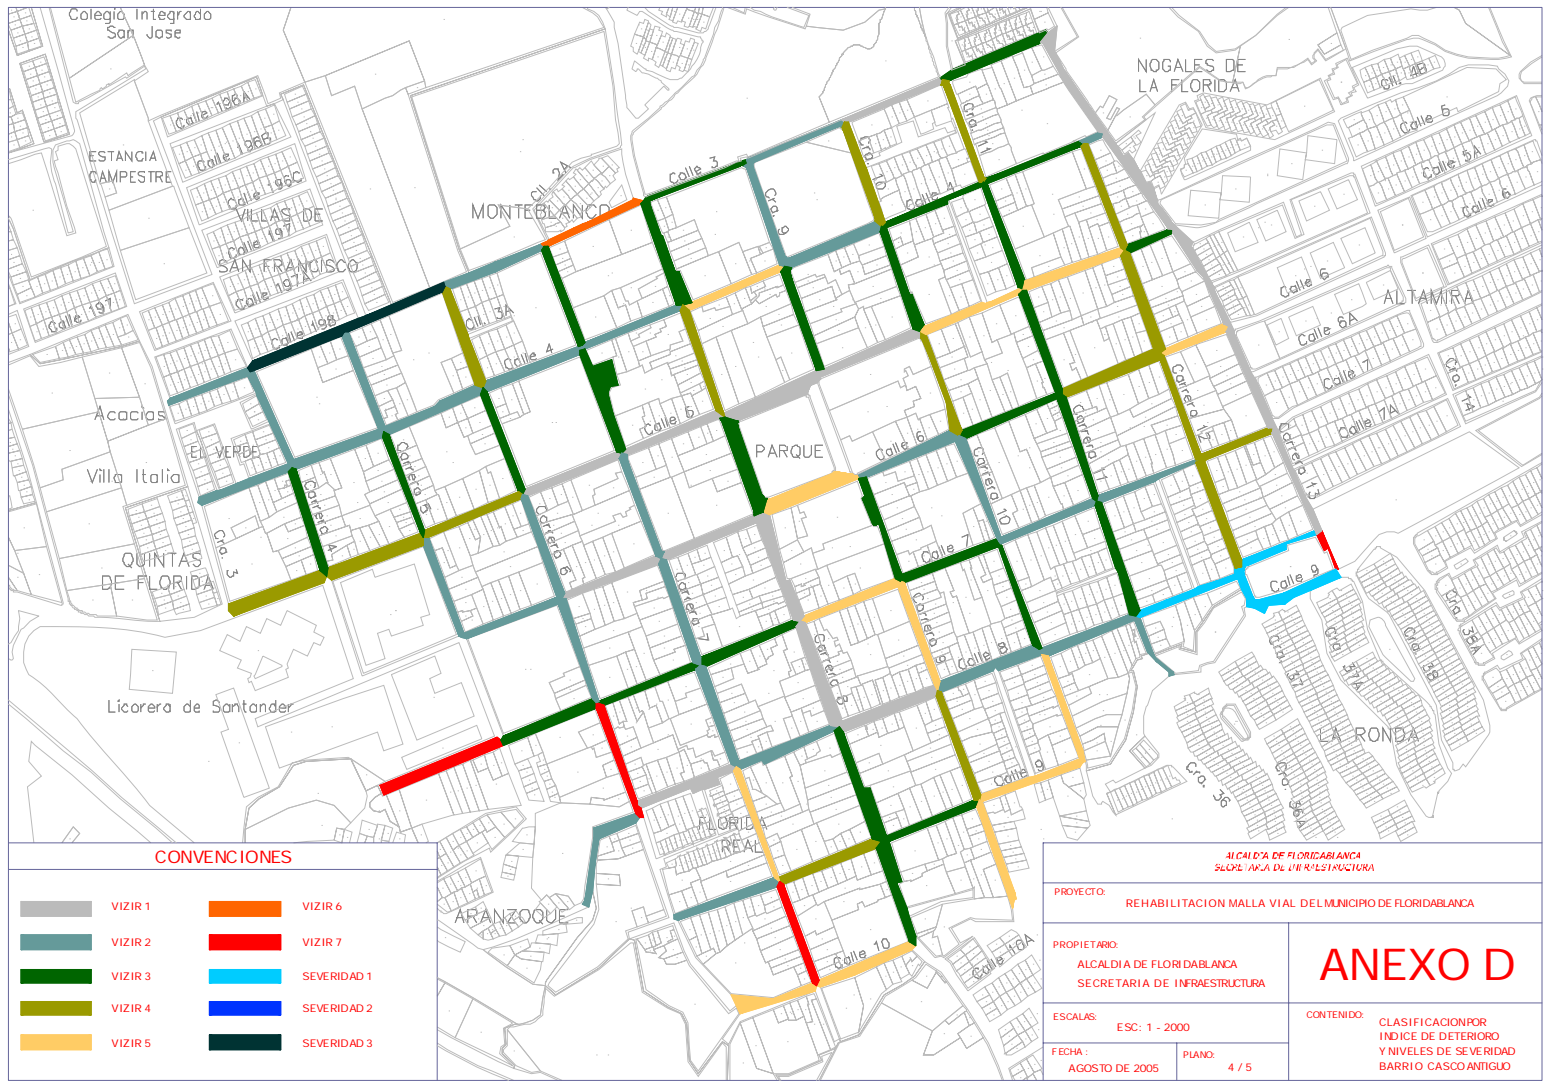 Colegio Integrado
San Jose
Calle 196A
ESTANCIA
CAMPESTRE
Calle 196B
Calle 196C
VILLAS DE
Calle 197
SAN FRANCISCO
Calle 197A
Calle 197
Calle 198
Cll. 2A
MONTEBLANCO
Calle 3
Cra. 9
Cra. 10
Cra. 11
Calle 4
NOGALES DE
LA FLORIDA
Cll. 4B
Calle 5
Calle 5A
Calle 6
Calle 6
ALTAMIRA
Calle 6A
Calle 7
Calle 7A
Cra. 14
Cll. 3A
Calle 4
Acacias
EL VERDE
Villa Italia
Calle 5
PARQUE
Calle 6
Carrera 4
Carrera 5
Carrera 6
Carrera 7
Carrera 8
Carrera 9
Carrera 10
Carrera 11
Carrera 12
Carrera 13
Cra. 3
QUINTAS
DE FLORIDA
Calle 7
Calle 8
Calle 9
Calle 9
Licorera de Santander
Cra. 37
Cra. 37A
Cra. 38
Cra. 38A
LA RONDA
Cra. 36
Cra. 36A
FLORIDA
REAL
ARANZOQUE
Calle 10
Calle 10A
CONVENCIONES
VIZIR 1
VIZIR 2
VIZIR 3
VIZIR 4
VIZIR 5
VIZIR 6
VIZIR 7
SEVERIDAD 1
SEVERIDAD 2
SEVERIDAD 3
ALCALDIA DE FLORIDABLANCA
SECRETARIA DE INFRAESTRUCTURA
PROYECTO:
REHABILITACION MALLA VIAL DEL MUNICIPIO DE FLORIDABLANCA
PROPIETARIO:
ALCALDIA DE FLORIDABLANCA
SECRETARIA DE INFRAESTRUCTURA
ANEXO D
ESCALAS:
ESC: 1 - 2000
FECHA :
AGOSTO DE 2005
PLANO:
4 / 5
CONTENIDO:
CLASIFICACION POR
INDICE DE DETERIORO
Y NIVELES DE SEVERIDAD
BARRIO CASCO ANTIGUO